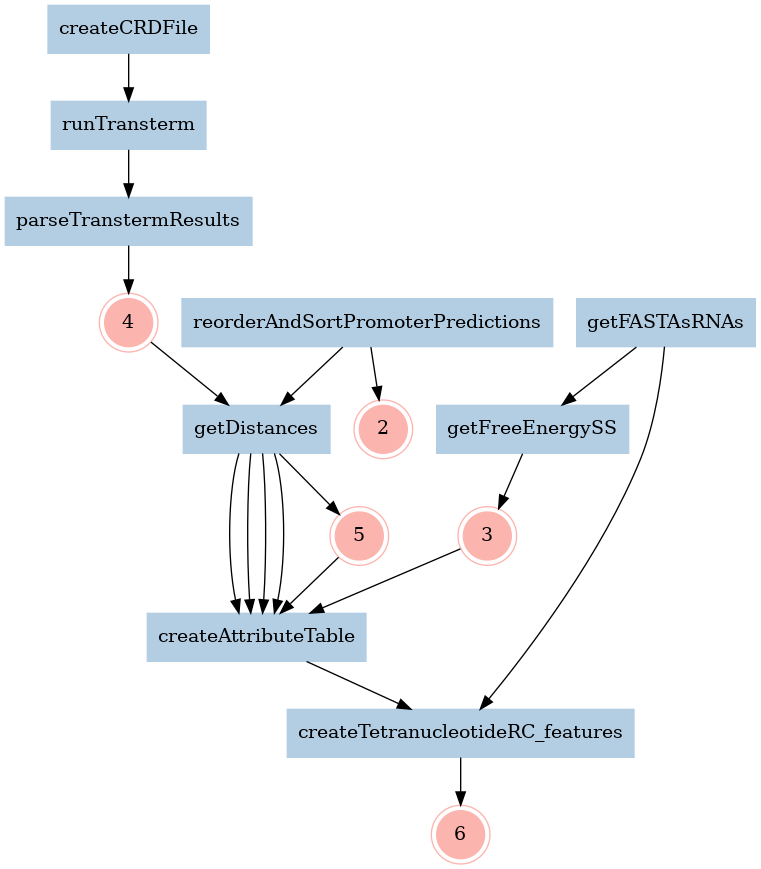 createCRDFile
runTransterm
parseTranstermResults
4
reorderAndSortPromoterPredictions
getFASTAsRNAs
getDistances
2
getFreeEnergySS
5
3
createAttributeTable
createTetranucleotideRC_features
6